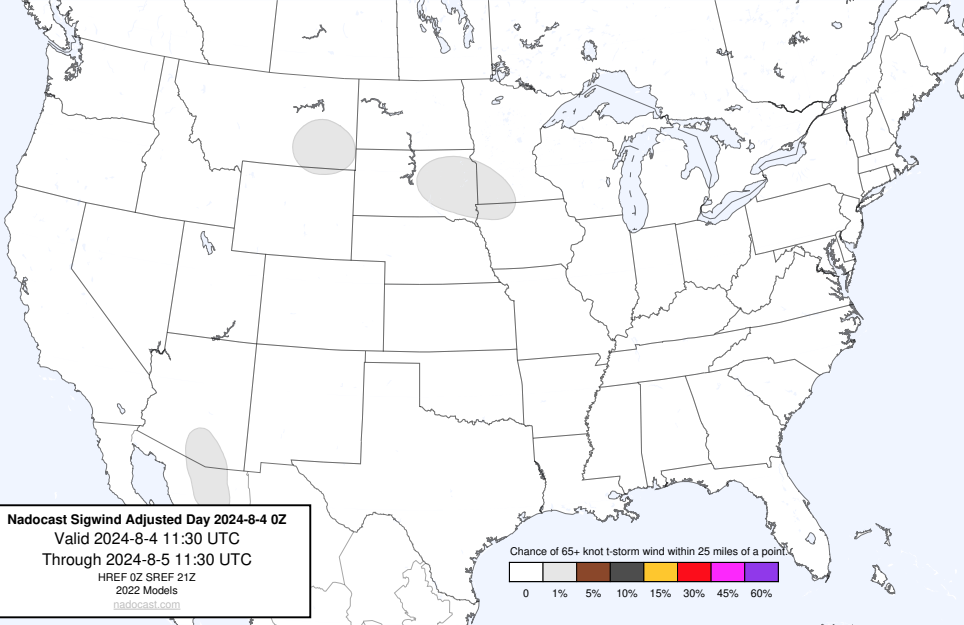 Nadocast Sigwind Adjusted Day 2024-8-4 0Z
Valid 2024-8-4 11:30 UTC
Through 2024-8-5 11:30 UTC
HREF 0Z SREF 21Z
2022 Models
nadocast.com
Chance of 65+ knot t-storm wind within 25 miles of a point.
0 1% 5% 10% 15% 30% 45% 60%